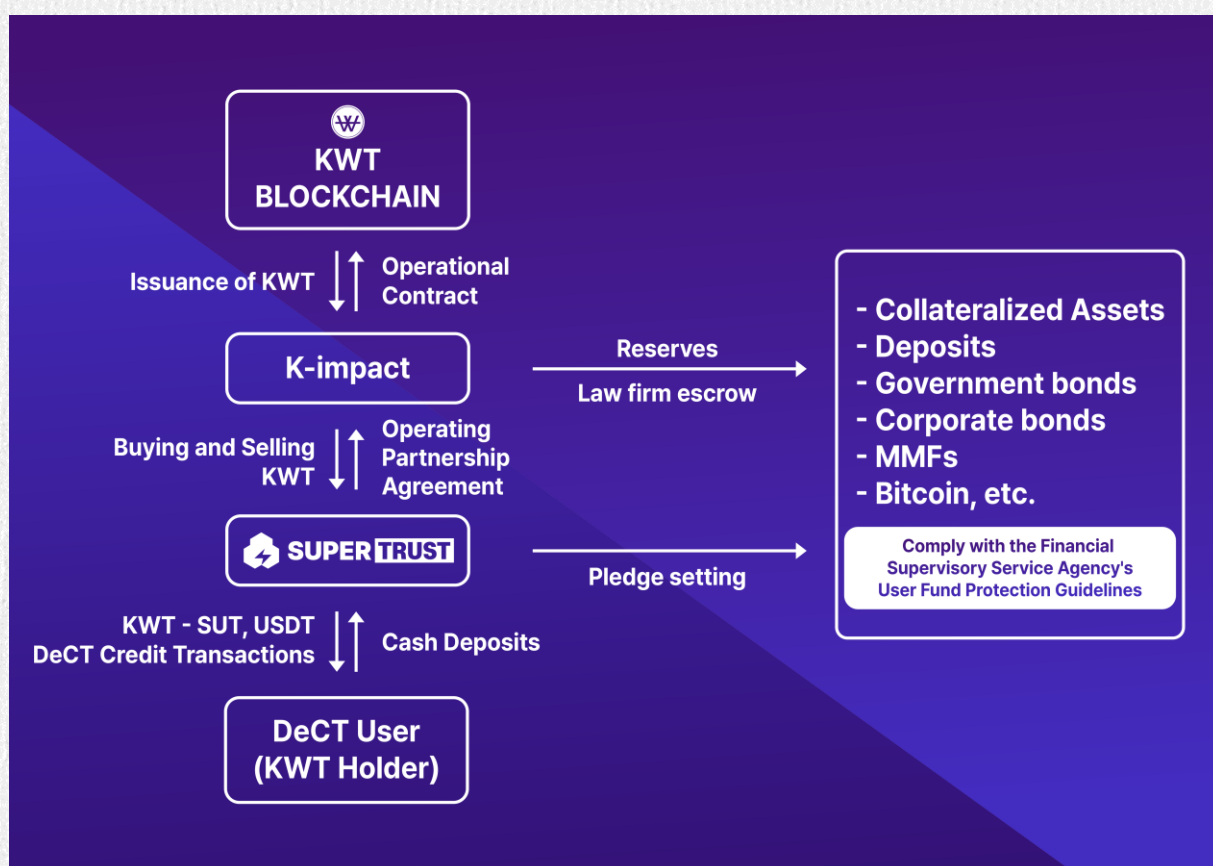 KWT
BLOCKCHAIN
Issuance of KWT
Operational
Contract
K-impact
Reserves
Law firm escrow
Buying and Selling
KWT
Operating
Partnership
Agreement
SUPER TRUST
Pledge setting
KWT - SUT, USDT
DeCT Credit Transactions
Cash Deposits
DeCT User
(KWT Holder)
- Collateralized Assets
- Deposits
- Government bonds
- Corporate bonds
- MMFs
- Bitcoin, etc.
Comply with the Financial
Supervisory Service Agency's
User Fund Protection Guidelines